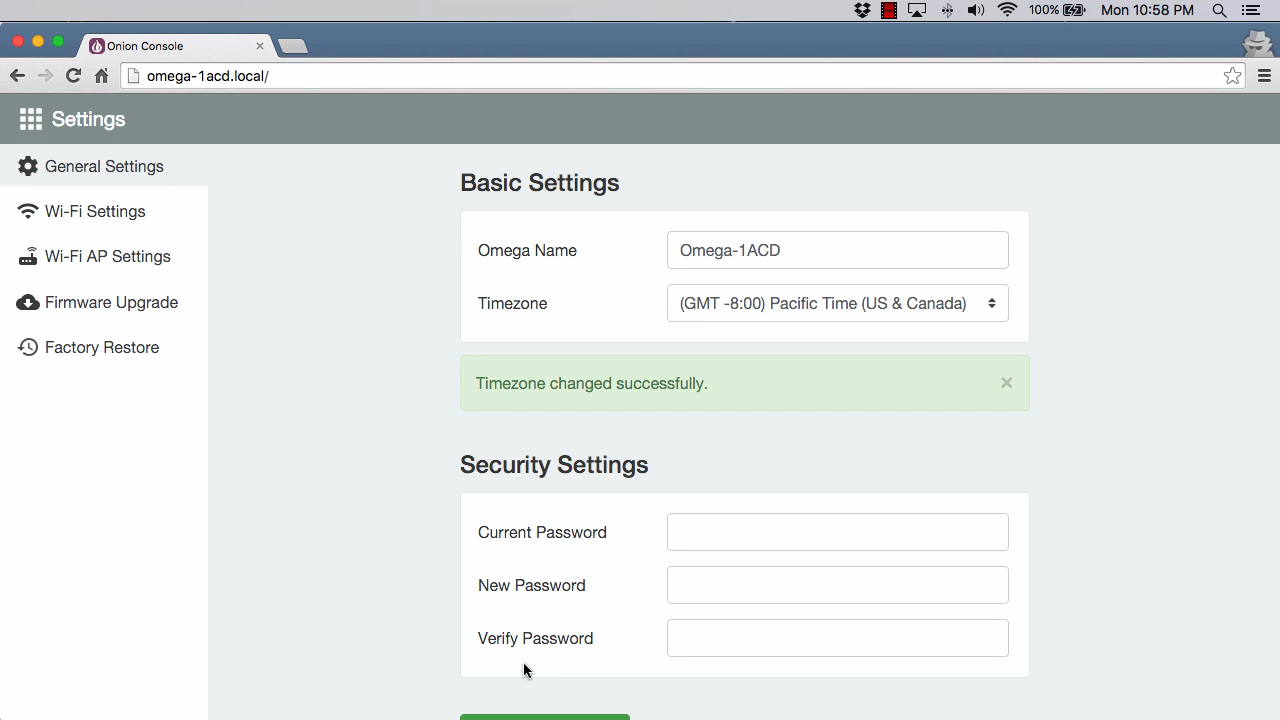 100% Mon 10:58 PM
Onion Console
omega-1acd.local/
Settings
General Settings
Wi-Fi Settings
Wi-Fi AP Settings
Firmware Upgrade
Factory Restore
Basic Settings
Omega Name Omega-1ACD
Timezone (GMT -8:00) Pacific Time (US & Canada)
Timezone changed successfully.
Security Settings
Current Password
New Password
Verify Password